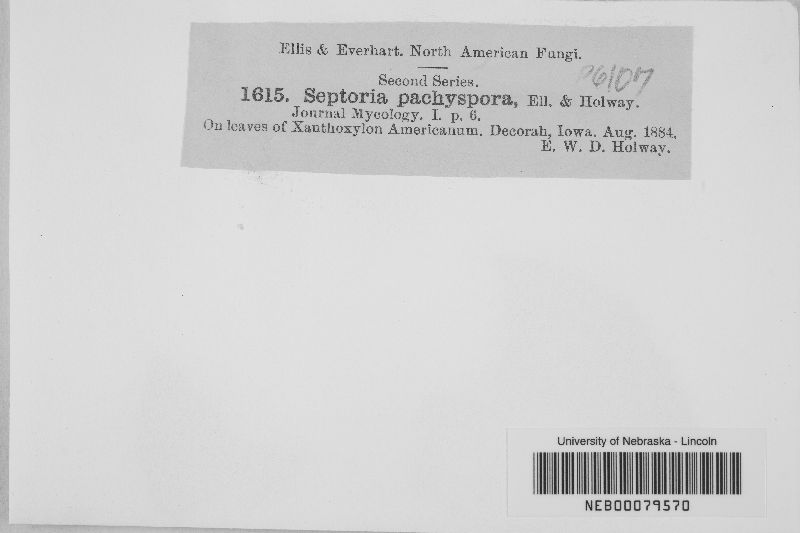 Ellis & Everhart. North American Fungi.
Second Series.
P6107
1615. Septoria pachyspora, Ell. & Holway.
Journal Mycology. I. p. 6.
On leaves of Xanthoxylon Americanum. Decorah, Iowa. Aug. 1884.
E. W. D. Holway.
University of Nebraska - Lincoln
NEB00079570